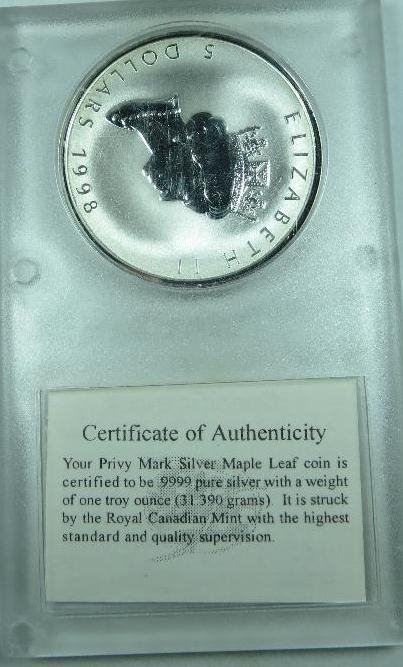 ELIZABETH II
5 DOLLARS 1998
Certificate of Authenticity
Your Privy Mark Silver Maple Leaf coin is
certified to be .9999 pure silver with a weight
of one troy ounce (31.390 grams). It is struck
by the Royal Canadian Mint with the highest
standard and quality supervision.